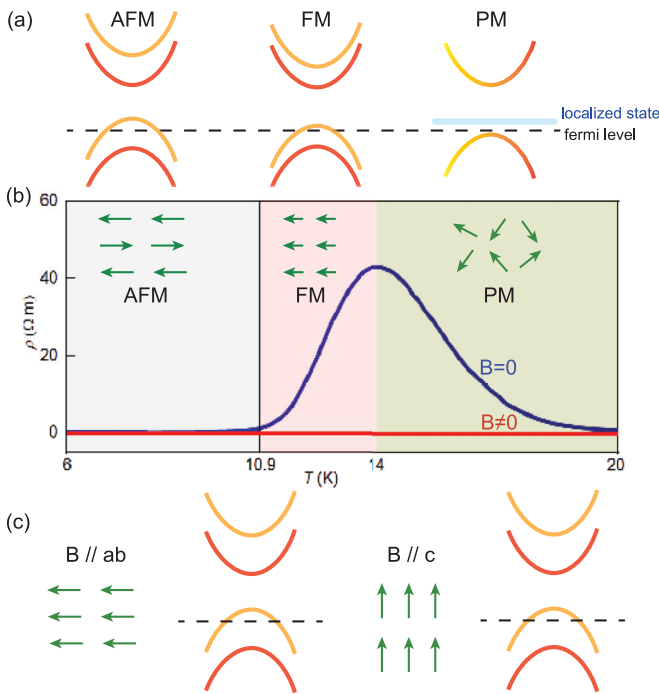 (a) AFM FM PM
localized state
fermi level
(b) 60
40
20
0
ρ (Ω m)
AFM FM PM
B=0
B≠0
6 10.9 14 20
T (K)
(c)
B // ab B // c